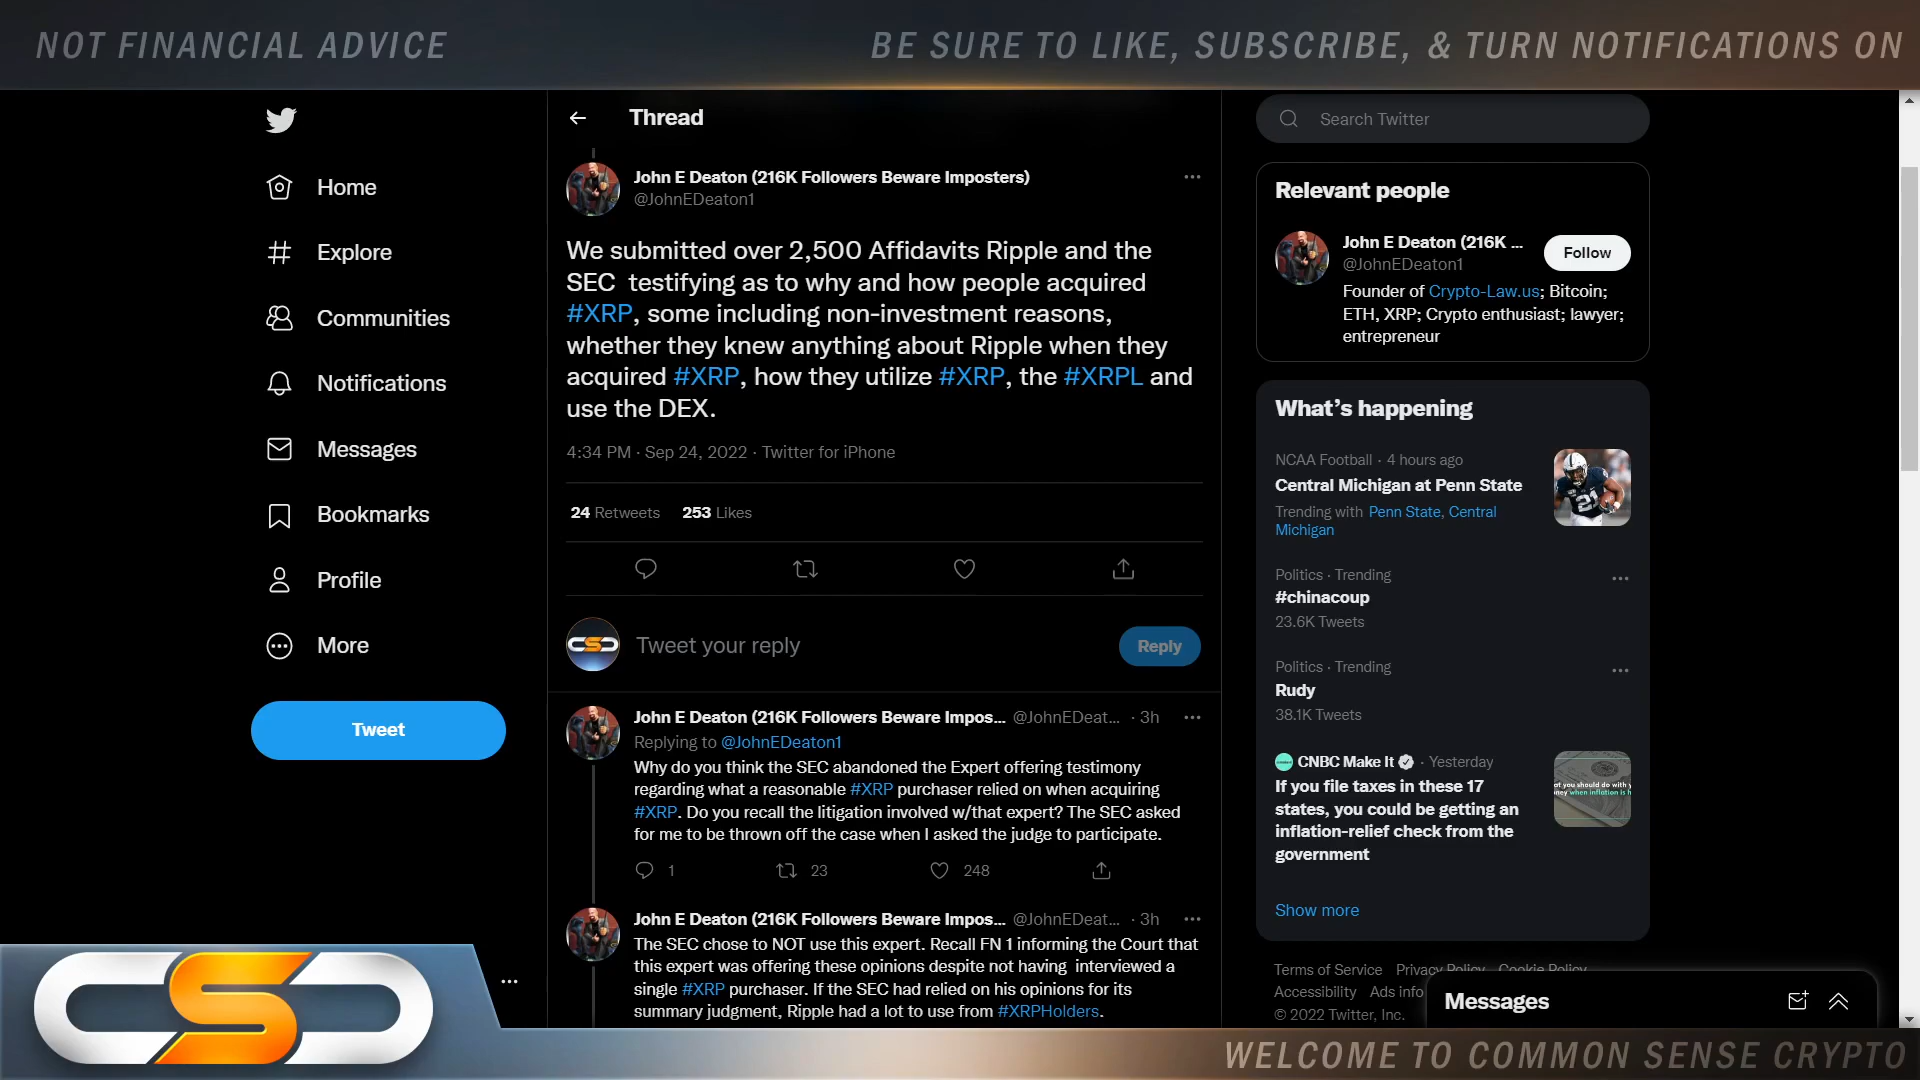 NOT FINANCIAL ADVICE
BE SURE TO LIKE, SUBSCRIBE, & TURN NOTIFICATIONS ON
Home
Explore
Communities
Notifications
Messages
Bookmarks
Profile
More
Tweet
Thread
John E Deaton (216K Followers Beware Imposters)
@JohnEDeaton1
We submitted over 2,500 Affidavits Ripple and the
SEC  testifying as to why and how people acquired
#XRP, some including non-investment reasons,
whether they knew anything about Ripple when they
acquired #XRP, how they utilize #XRP, the #XRPL and
use the DEX.
4:34 PM · Sep 24, 2022 · Twitter for iPhone
24 Retweets 253 Likes
Tweet your reply
Reply
John E Deaton (216K Followers Beware Impos... @JohnEDeat... · 3h
Replying to @JohnEDeaton1
Why do you think the SEC abandoned the Expert offering testimony
regarding what a reasonable #XRP purchaser relied on when acquiring
#XRP. Do you recall the litigation involved w/that expert? The SEC asked
for me to be thrown off the case when I asked the judge to participate.
1 23 248
John E Deaton (216K Followers Beware Impos... @JohnEDeat... · 3h
The SEC chose to NOT use this expert. Recall FN 1 informing the Court that
this expert was offering these opinions despite not having  interviewed a
single #XRP purchaser. If the SEC had relied on his opinions for its
summary judgment, Ripple had a lot to use from #XRPHolders.
Search Twitter
Relevant people
John E Deaton (216K ...
@JohnEDeaton1
Follow
Founder of Crypto-Law.us; Bitcoin;
ETH, XRP; Crypto enthusiast; lawyer;
entrepreneur
What's happening
NCAA Football · 4 hours ago
Central Michigan at Penn State
Trending with Penn State, Central
Michigan
Politics · Trending
#chinacoup
23.6K Tweets
Politics · Trending
Rudy
38.1K Tweets
CNBC Make It · Yesterday
If you file taxes in these 17
states, you could be getting an
inflation-relief check from the
government
Show more
Terms of Service Privacy Policy Cookie Policy
Accessibility Ads info
© 2022 Twitter, Inc.
Messages
CSC
WELCOME TO COMMON SENSE CRYPTO